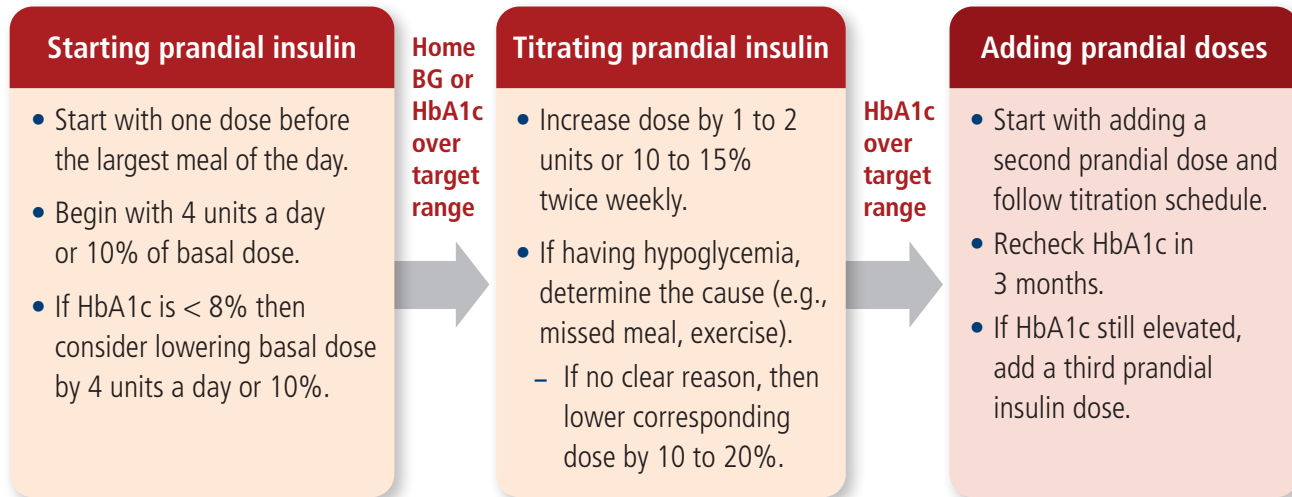 Starting prandial insulin
• Start with one dose before
the largest meal of the day.
• Begin with 4 units a day
or 10% of basal dose.
• If HbA1c is < 8% then
consider lowering basal dose
by 4 units a day or 10%.
Home
BG or
HbA1c
over
target
range
Titrating prandial insulin
• Increase dose by 1 to 2
units or 10 to 15%
twice weekly.
• If having hypoglycemia,
determine the cause (e.g.,
missed meal, exercise).
– If no clear reason, then
lower corresponding
dose by 10 to 20%.
HbA1c
over
target
range
Adding prandial doses
• Start with adding a
second prandial dose and
follow titration schedule.
• Recheck HbA1c in
3 months.
• If HbA1c still elevated,
add a third prandial
insulin dose.